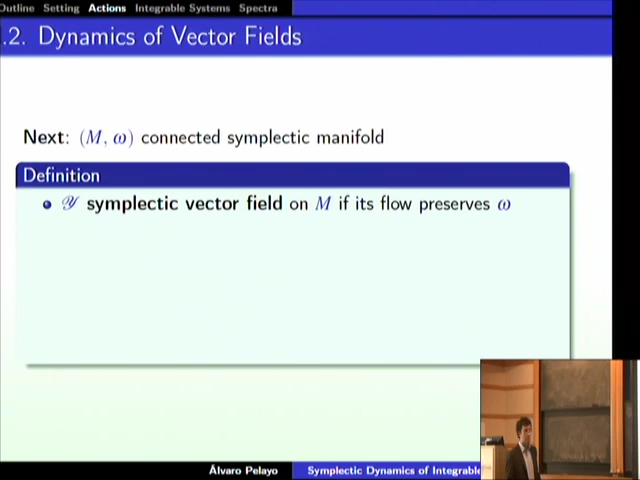 Outline Setting Actions Integrable Systems Spectra
.2. Dynamics of Vector Fields
Next: (M, ω) connected symplectic manifold
Definition
• 𝒴 symplectic vector field on M if its flow preserves ω
Álvaro Pelayo Symplectic Dynamics of Integrable